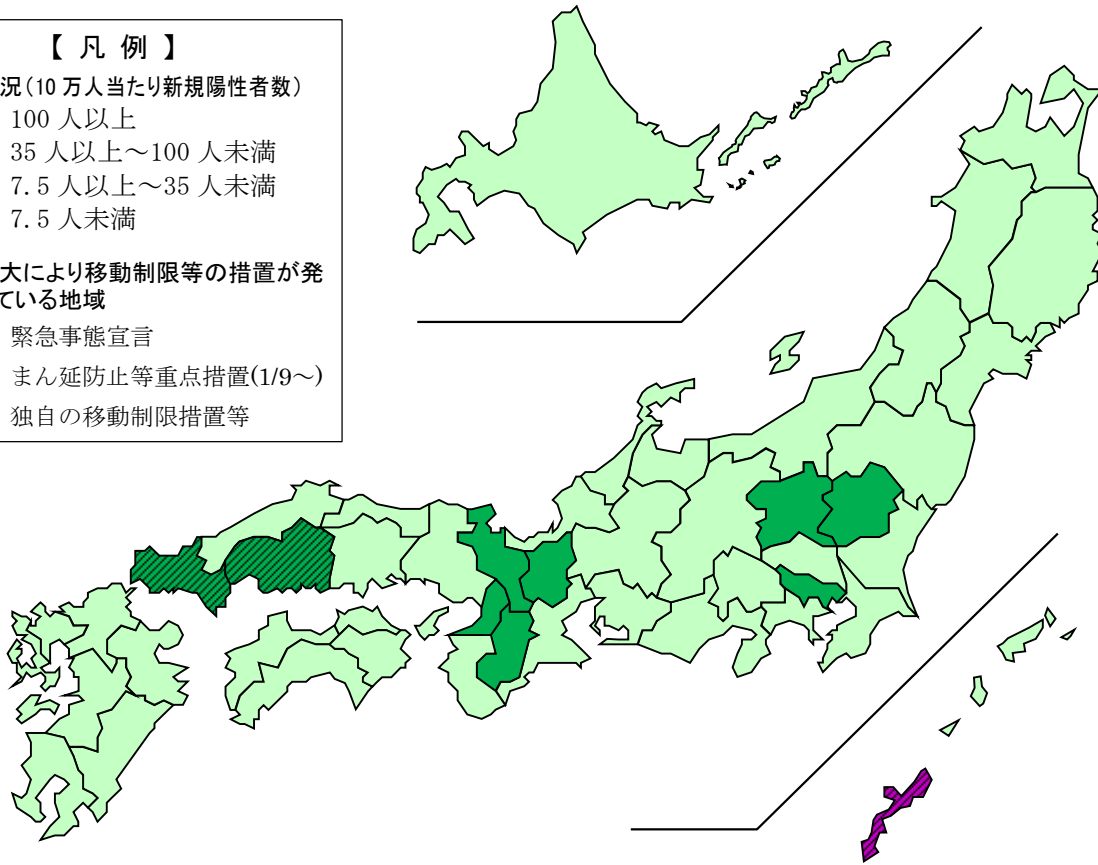 【 凡 例 】
況(10 万人当たり新規陽性者数)
100 人以上
35 人以上～100 人未満
7.5 人以上～35 人未満
7.5 人未満
大により移動制限等の措置が発
ている地域
緊急事態宣言
まん延防止等重点措置(1/9～)
独自の移動制限措置等